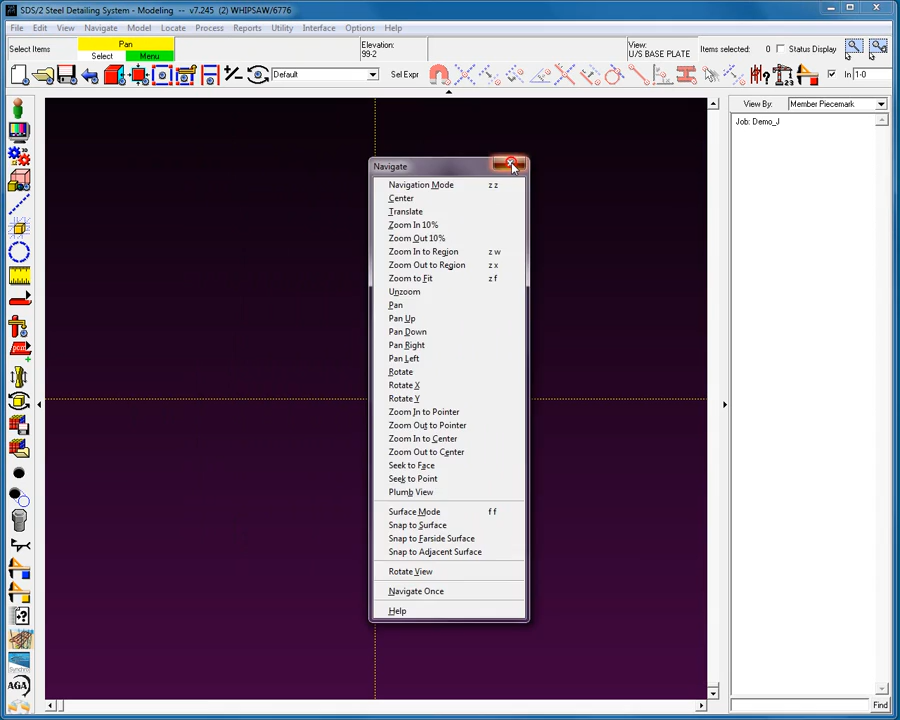 SDS/2 Steel Detailing System - Modeling -- v7.245 (2) WHIPSAW/6776
File Edit View Navigate Model Locate Process Reports Utility Interface Options Help
Select Items
Pan
Select Menu
Elevation:
99-2
View:
U/S BASE PLATE
Items selected: 0
Status Display
Default
Sel Expr
In 1-0
View By: Member Piecemark
Job: Demo_J
Navigate
Navigation Mode z z
Center
Translate
Zoom In 10%
Zoom Out 10%
Zoom In to Region z w
Zoom Out to Region z x
Zoom to Fit z f
Unzoom
Pan
Pan Up
Pan Down
Pan Right
Pan Left
Rotate
Rotate X
Rotate Y
Zoom In to Pointer
Zoom Out to Pointer
Zoom In to Center
Zoom Out to Center
Seek to Face
Seek to Point
Plumb View
Surface Mode f f
Snap to Surface
Snap to Farside Surface
Snap to Adjacent Surface
Rotate View
Navigate Once
Help
AGA
Find